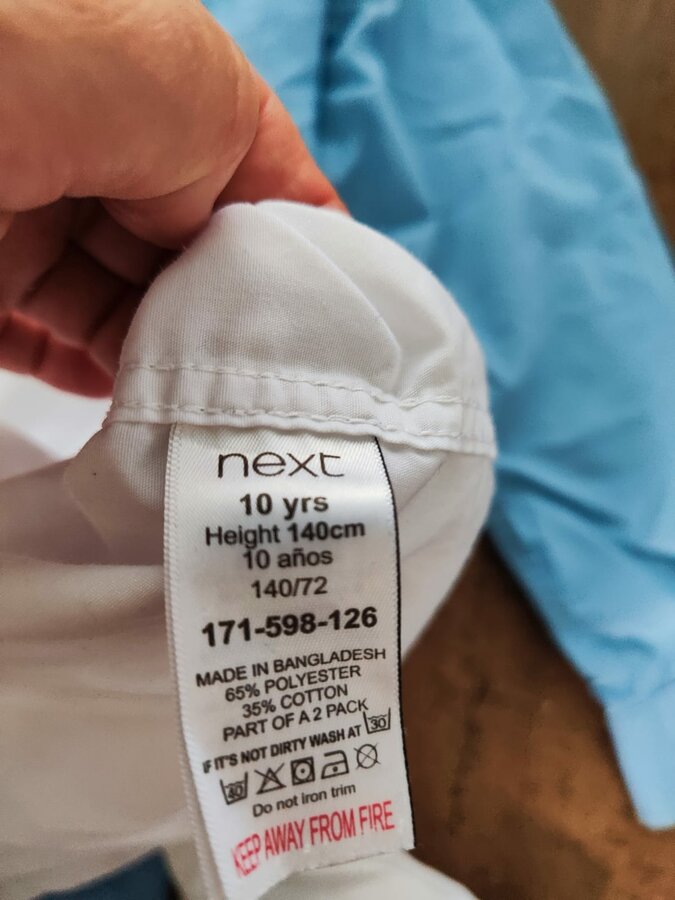 next
10 yrs
Height 140cm
10 años
140/72
171-598-126
MADE IN BANGLADESH
65% POLYESTER
35% COTTON
PART OF A 2 PACK
IF IT'S NOT DIRTY WASH AT 30
40
Do not iron trim
KEEP AWAY FROM FIRE